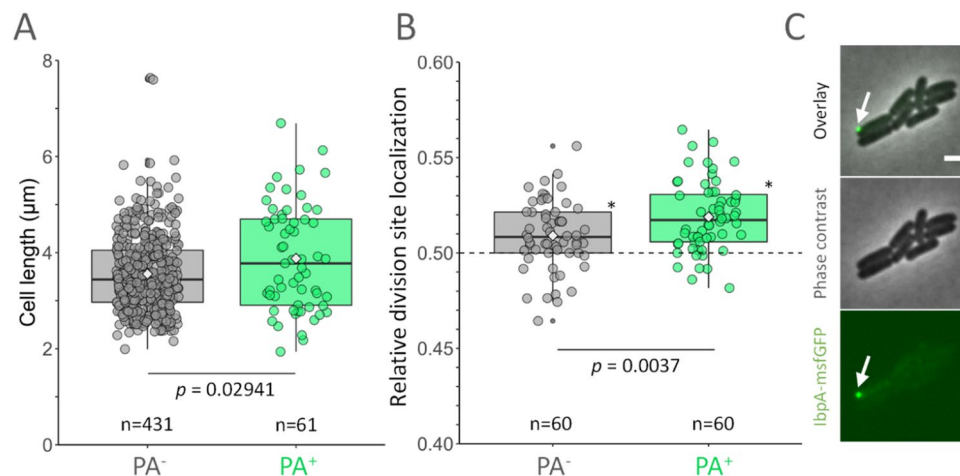 A
Cell length (µm)
8
6
4
2
0
p = 0.02941
n=431
n=61
PA⁻
PA⁺
B
Relative division site localization
0.60
0.55
0.50
0.45
0.40
*
*
p = 0.0037
n=60
n=60
PA⁻
PA⁺
C
Overlay
Phase contrast
IbpA-msfGFP